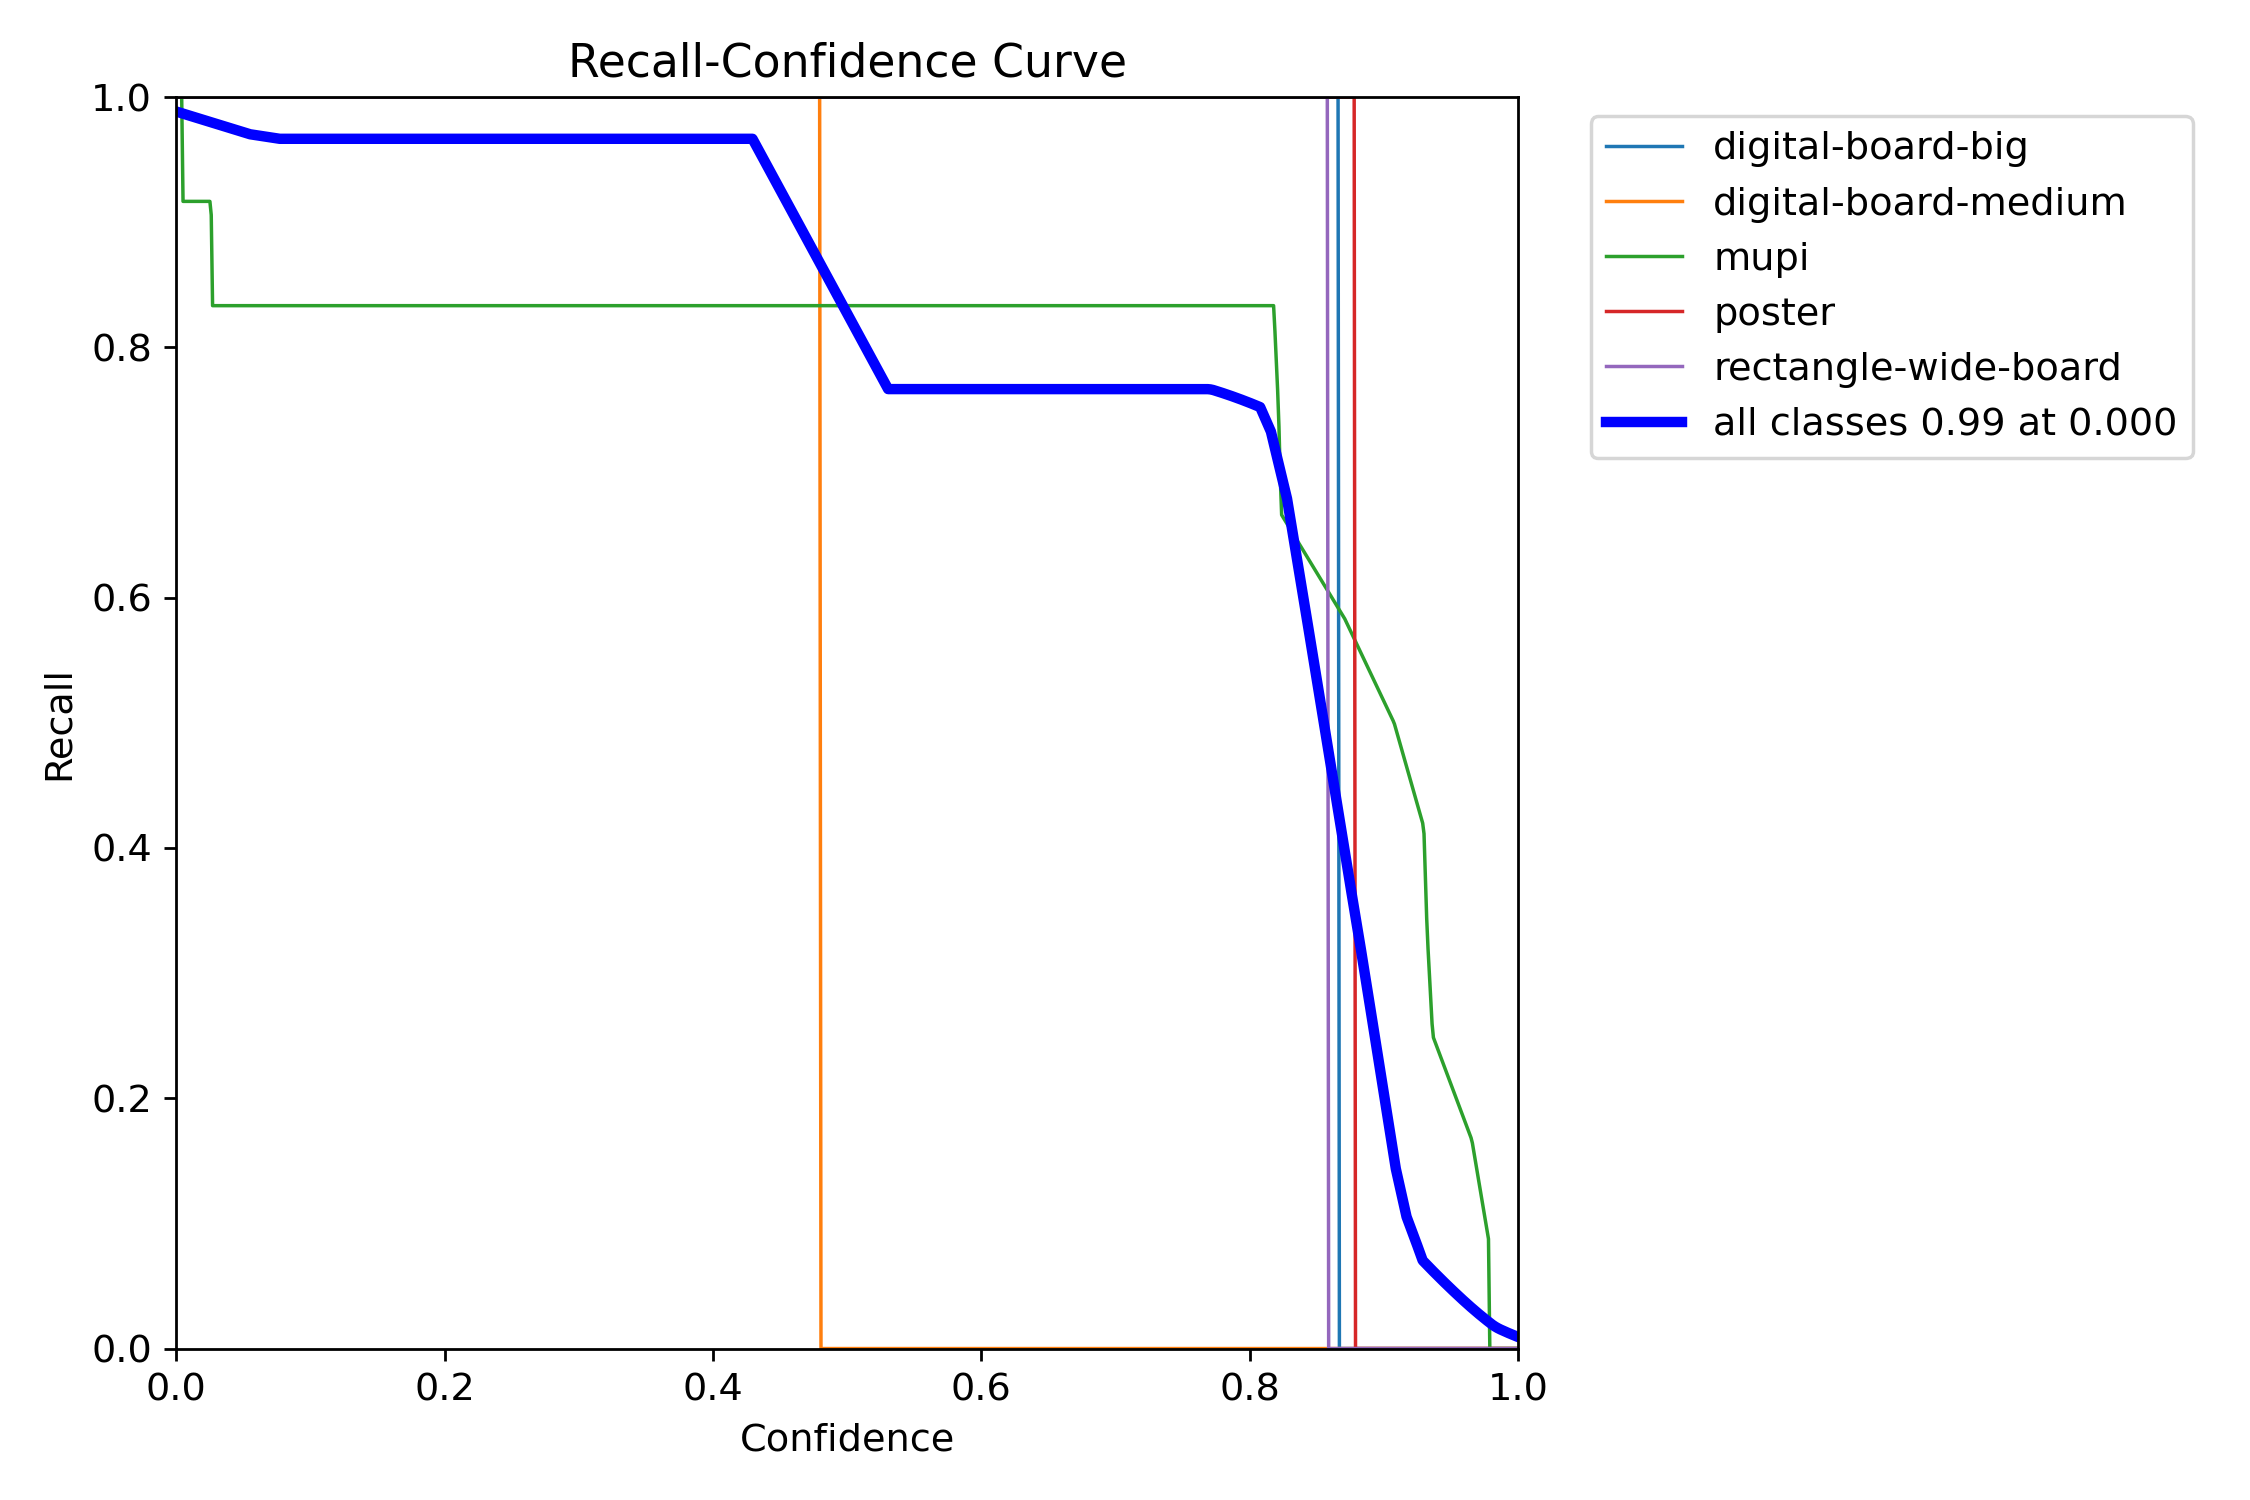 Recall-Confidence Curve
1.0
0.8
0.6
0.4
0.2
0.0
Recall
0.0 0.2 0.4 0.6 0.8 1.0
Confidence
digital-board-big
digital-board-medium
mupi
poster
rectangle-wide-board
all classes 0.99 at 0.000